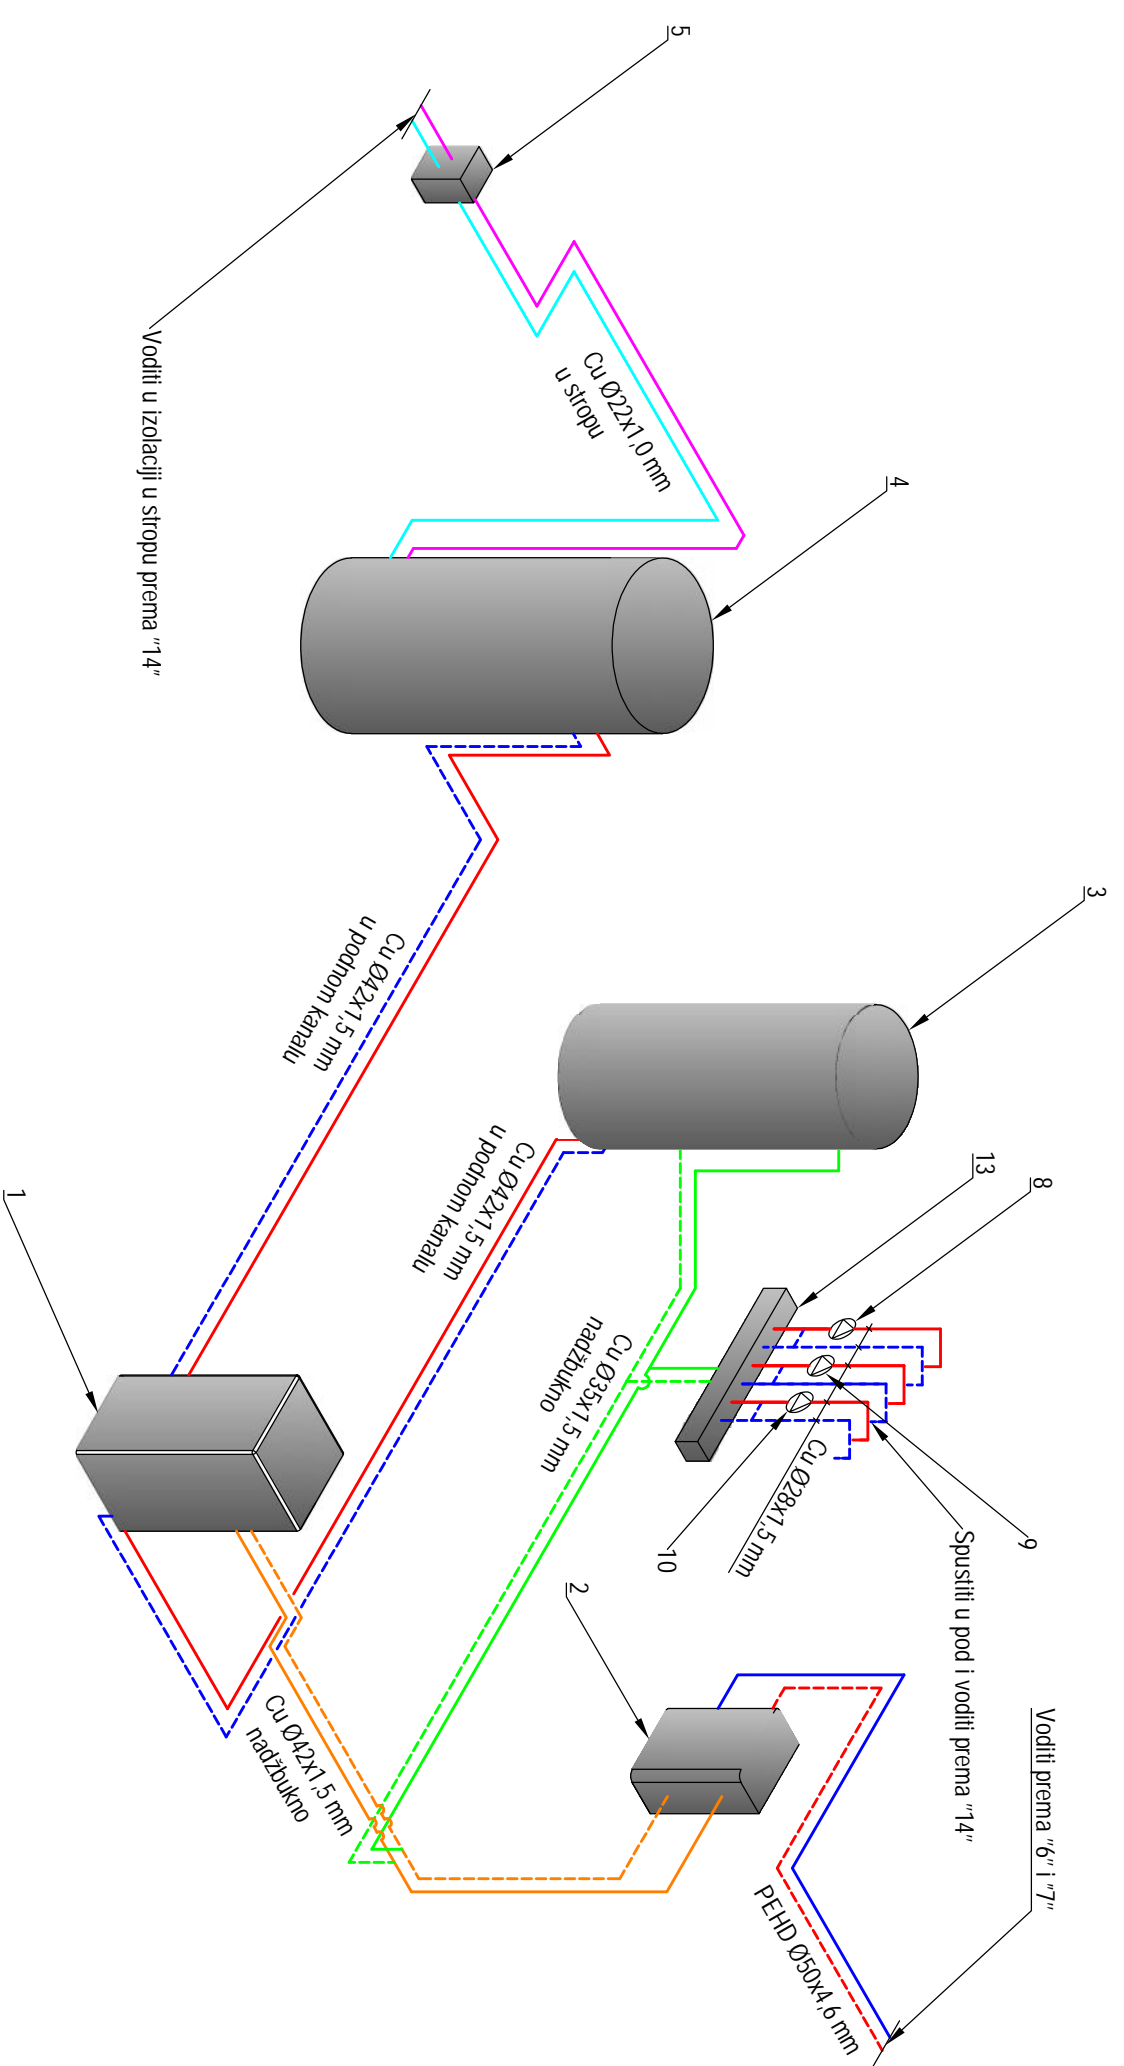 5
4
3
13
8
9
10
2
1
Cu Ø22x1,0 mm
u stropu
Voditi u izolaciji u stropu prema "14"
Cu Ø42x1,5 mm
u podnom kanalu
Cu Ø42x1,5 mm
u podnom kanalu
Cu Ø35x1,5 mm
nadžbukno
Cu Ø28x1,5 mm
Spustiti u pod i voditi prema "14"
Voditi prema "6" i "7"
PEHD Ø50x4,6 mm
Cu Ø42x1,5 mm
nadžbukno